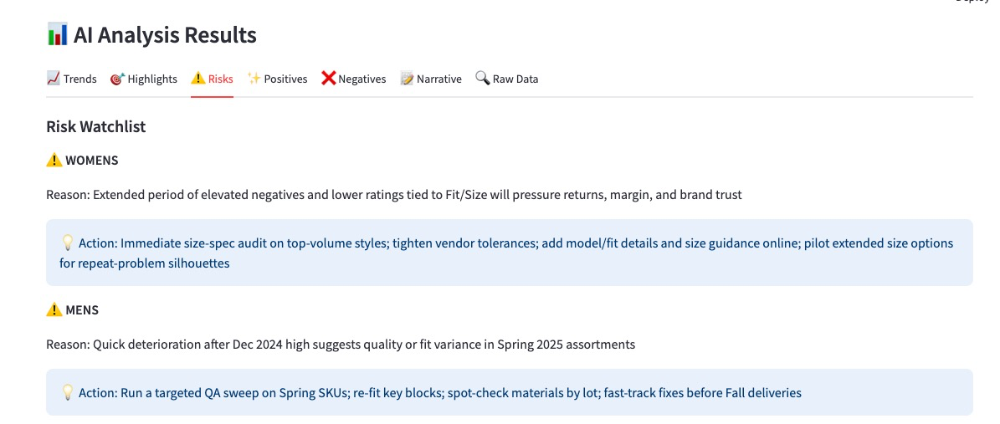 AI Analysis Results
Trends Highlights Risks Positives Negatives Narrative Raw Data
Risk Watchlist
WOMENS
Reason: Extended period of elevated negatives and lower ratings tied to Fit/Size will pressure returns, margin, and brand trust
Action: Immediate size-spec audit on top-volume styles; tighten vendor tolerances; add model/fit details and size guidance online; pilot extended size options
for repeat-problem silhouettes
MENS
Reason: Quick deterioration after Dec 2024 high suggests quality or fit variance in Spring 2025 assortments
Action: Run a targeted QA sweep on Spring SKUs; re-fit key blocks; spot-check materials by lot; fast-track fixes before Fall deliveries